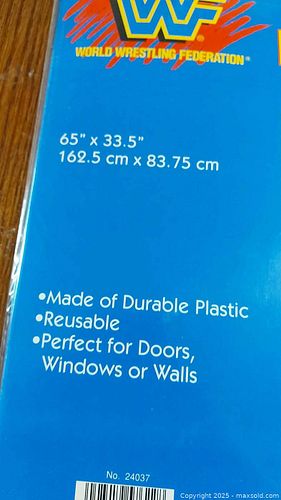 WF
WORLD WRESTLING FEDERATION®
65" x 33.5"
162.5 cm x 83.75 cm
•Made of Durable Plastic
•Reusable
•Perfect for Doors,
Windows or Walls
No. 24037
Copyright 2025 - maxsold.com